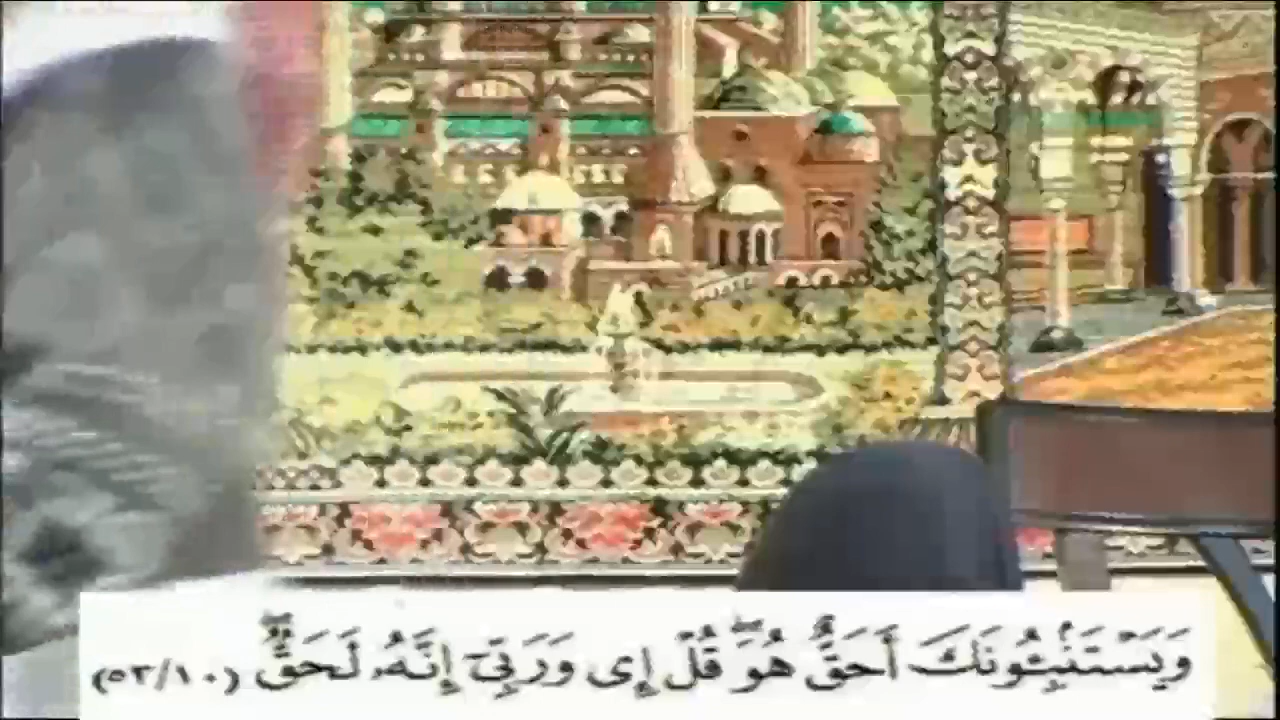 وَيَسْتَنۢبِـُٔونَكَ أَحَقٌّ هُوَ ۖ قُلْ إِى وَرَبِّىٓ إِنَّهُۥ لَحَقٌّ ۖ (٥٣/١٠)